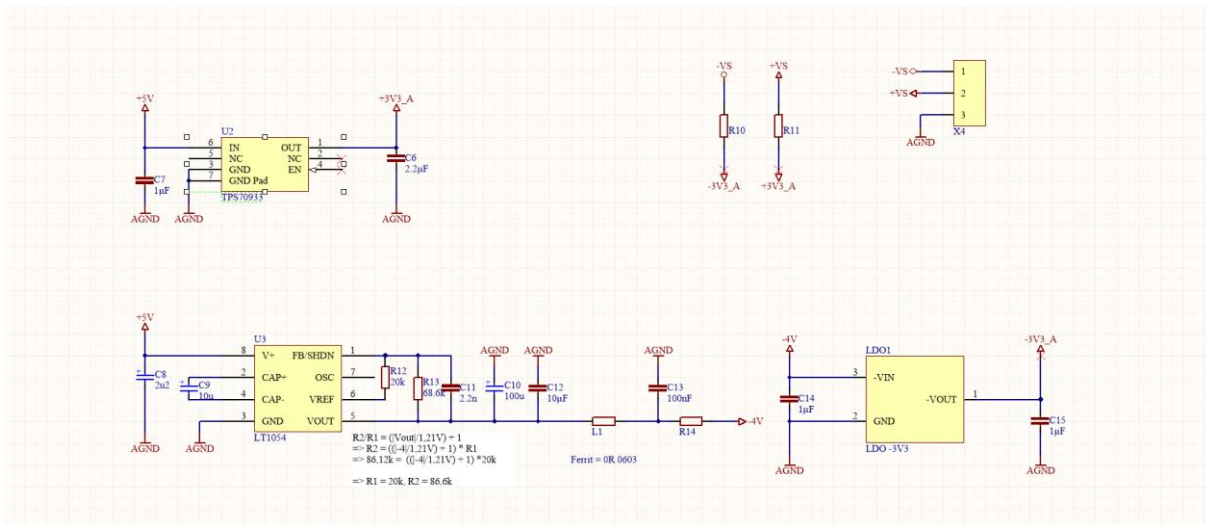 -VS
+VS
-VS
1
+VS
2
3
AGND
X4
R10
R11
-3V3_A
+3V3_A
+5V
+3V3_A
U2
6 IN OUT 1
5 NC NC 2
3 GND EN 4
7 GND Pad
TPS70933
C7
1µF
C6
2.2µF
AGND
AGND
AGND
+5V
U3
8 V+ FB/SHDN 1
2 CAP+ OSC 7
4 CAP- VREF 6
3 GND VOUT 5
LT1054
C8
2u2
C9
10u
AGND
AGND
R12
20k
R13
68.6k
C11
2.2n
AGND
C10
100u
AGND
C12
10µF
AGND
C13
100nF
L1
R14
-4V
R2/R1 = (|Vout|/1,21V) + 1
=> R2 = ((|-4|/1,21V) + 1) * R1
=> 86,12k = ((|-4|/1,21V) + 1) *20k
=> R1 = 20k, R2 = 86,6k
Ferrit = 0R 0603
-4V
LDO1
3 -VIN
-VOUT 1
2 GND
LDO -3V3
C14
1µF
AGND
-3V3_A
C15
1µF
AGND